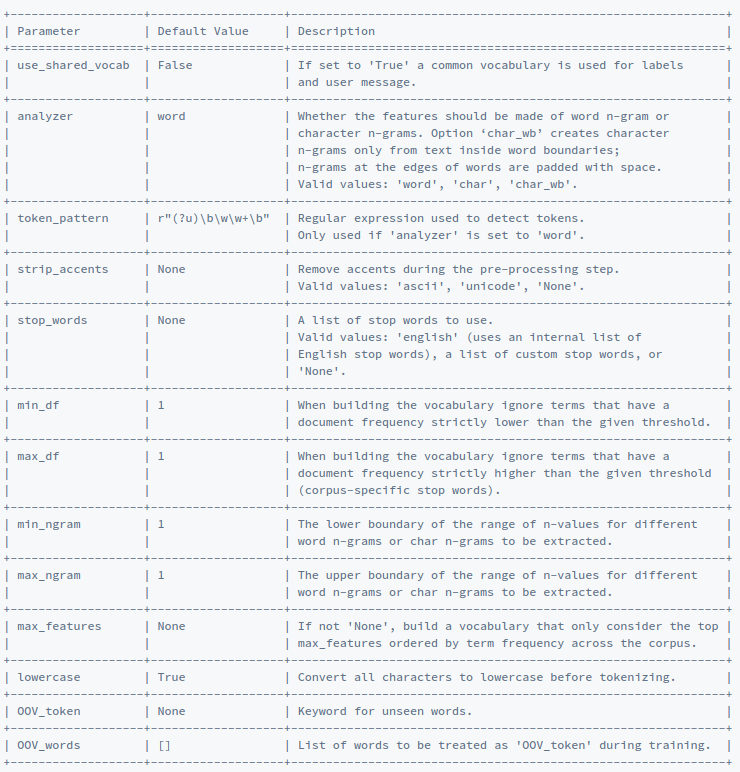 Parameter Default Value Description
use_shared_vocab False If set to 'True' a common vocabulary is used for labels
and user message.
analyzer word Whether the features should be made of word n-gram or
character n-grams. Option ‘char_wb’ creates character
n-grams only from text inside word boundaries;
n-grams at the edges of words are padded with space.
Valid values: 'word', 'char', 'char_wb'.
token_pattern r"(?u)\b\w\w+\b" Regular expression used to detect tokens.
Only used if 'analyzer' is set to 'word'.
strip_accents None Remove accents during the pre-processing step.
Valid values: 'ascii', 'unicode', 'None'.
stop_words None A list of stop words to use.
Valid values: 'english' (uses an internal list of
English stop words), a list of custom stop words, or
'None'.
min_df 1 When building the vocabulary ignore terms that have a
document frequency strictly lower than the given threshold.
max_df 1 When building the vocabulary ignore terms that have a
document frequency strictly higher than the given threshold
(corpus-specific stop words).
min_ngram 1 The lower boundary of the range of n-values for different
word n-grams or char n-grams to be extracted.
max_ngram 1 The upper boundary of the range of n-values for different
word n-grams or char n-grams to be extracted.
max_features None If not 'None', build a vocabulary that only consider the top
max_features ordered by term frequency across the corpus.
lowercase True Convert all characters to lowercase before tokenizing.
OOV_token None Keyword for unseen words.
OOV_words [] List of words to be treated as 'OOV_token' during training.